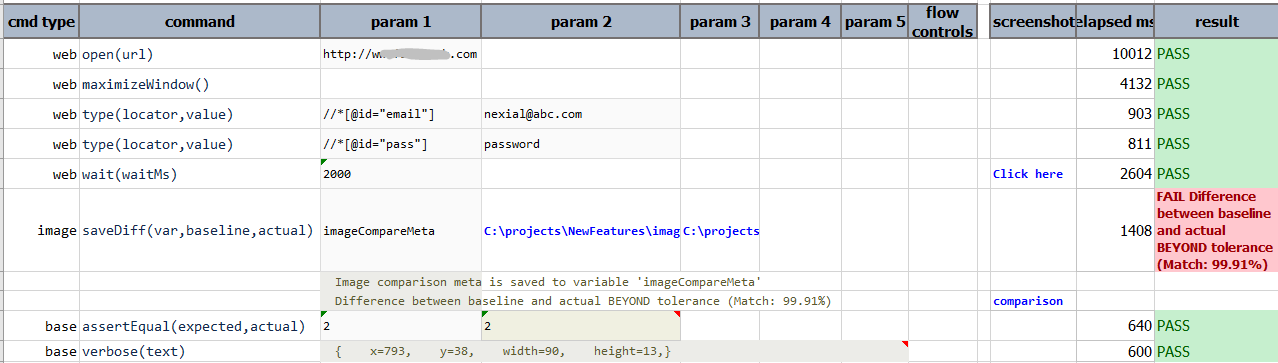 cmd type command param 1 param 2 param 3 param 4 param 5 flow controls screenshot elapsed ms result
web open(url) http://w .com 10012 PASS
web maximizeWindow() 4132 PASS
web type(locator,value) //*[@id="email"] nexial@abc.com 903 PASS
web type(locator,value) //*[@id="pass"] password 811 PASS
web wait(waitMs) 2000 Click here 2604 PASS
image saveDiff(var,baseline,actual) imageCompareMeta C:\projects\NewFeatures\imag C:\projects 1408 FAIL Difference
between baseline
and actual
BEYOND tolerance
(Match: 99.91%)
Image comparison meta is saved to variable 'imageCompareMeta'
Difference between baseline and actual BEYOND tolerance (Match: 99.91%) comparison
base assertEqual(expected,actual) 2 2 640 PASS
base verbose(text) { x=793, y=38, width=90, height=13,} 600 PASS